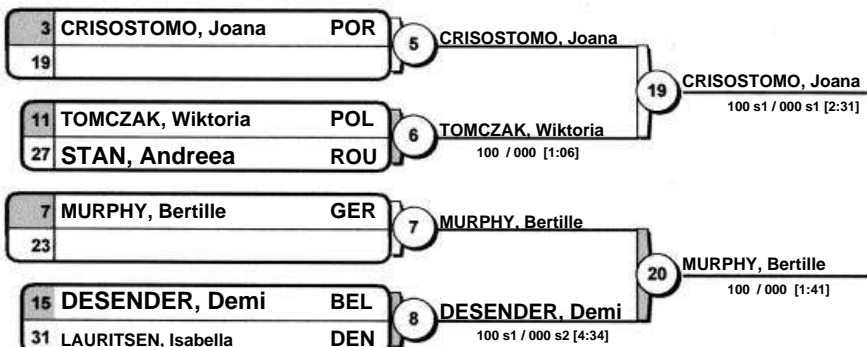 3 CRISOSTOMO, Joana POR
19
5
CRISOSTOMO, Joana
11 TOMCZAK, Wiktoria POL
27 STAN, Andreea ROU
6
TOMCZAK, Wiktoria
100 / 000 [1:06]
19
CRISOSTOMO, Joana
100 s1 / 000 s1 [2:31]
7 MURPHY, Bertille GER
23
7
MURPHY, Bertille
15 DESENDER, Demi BEL
31 LAURITSEN, Isabella DEN
8
DESENDER, Demi
100 s1 / 000 s2 [4:34]
20
MURPHY, Bertille
100 / 000 [1:41]